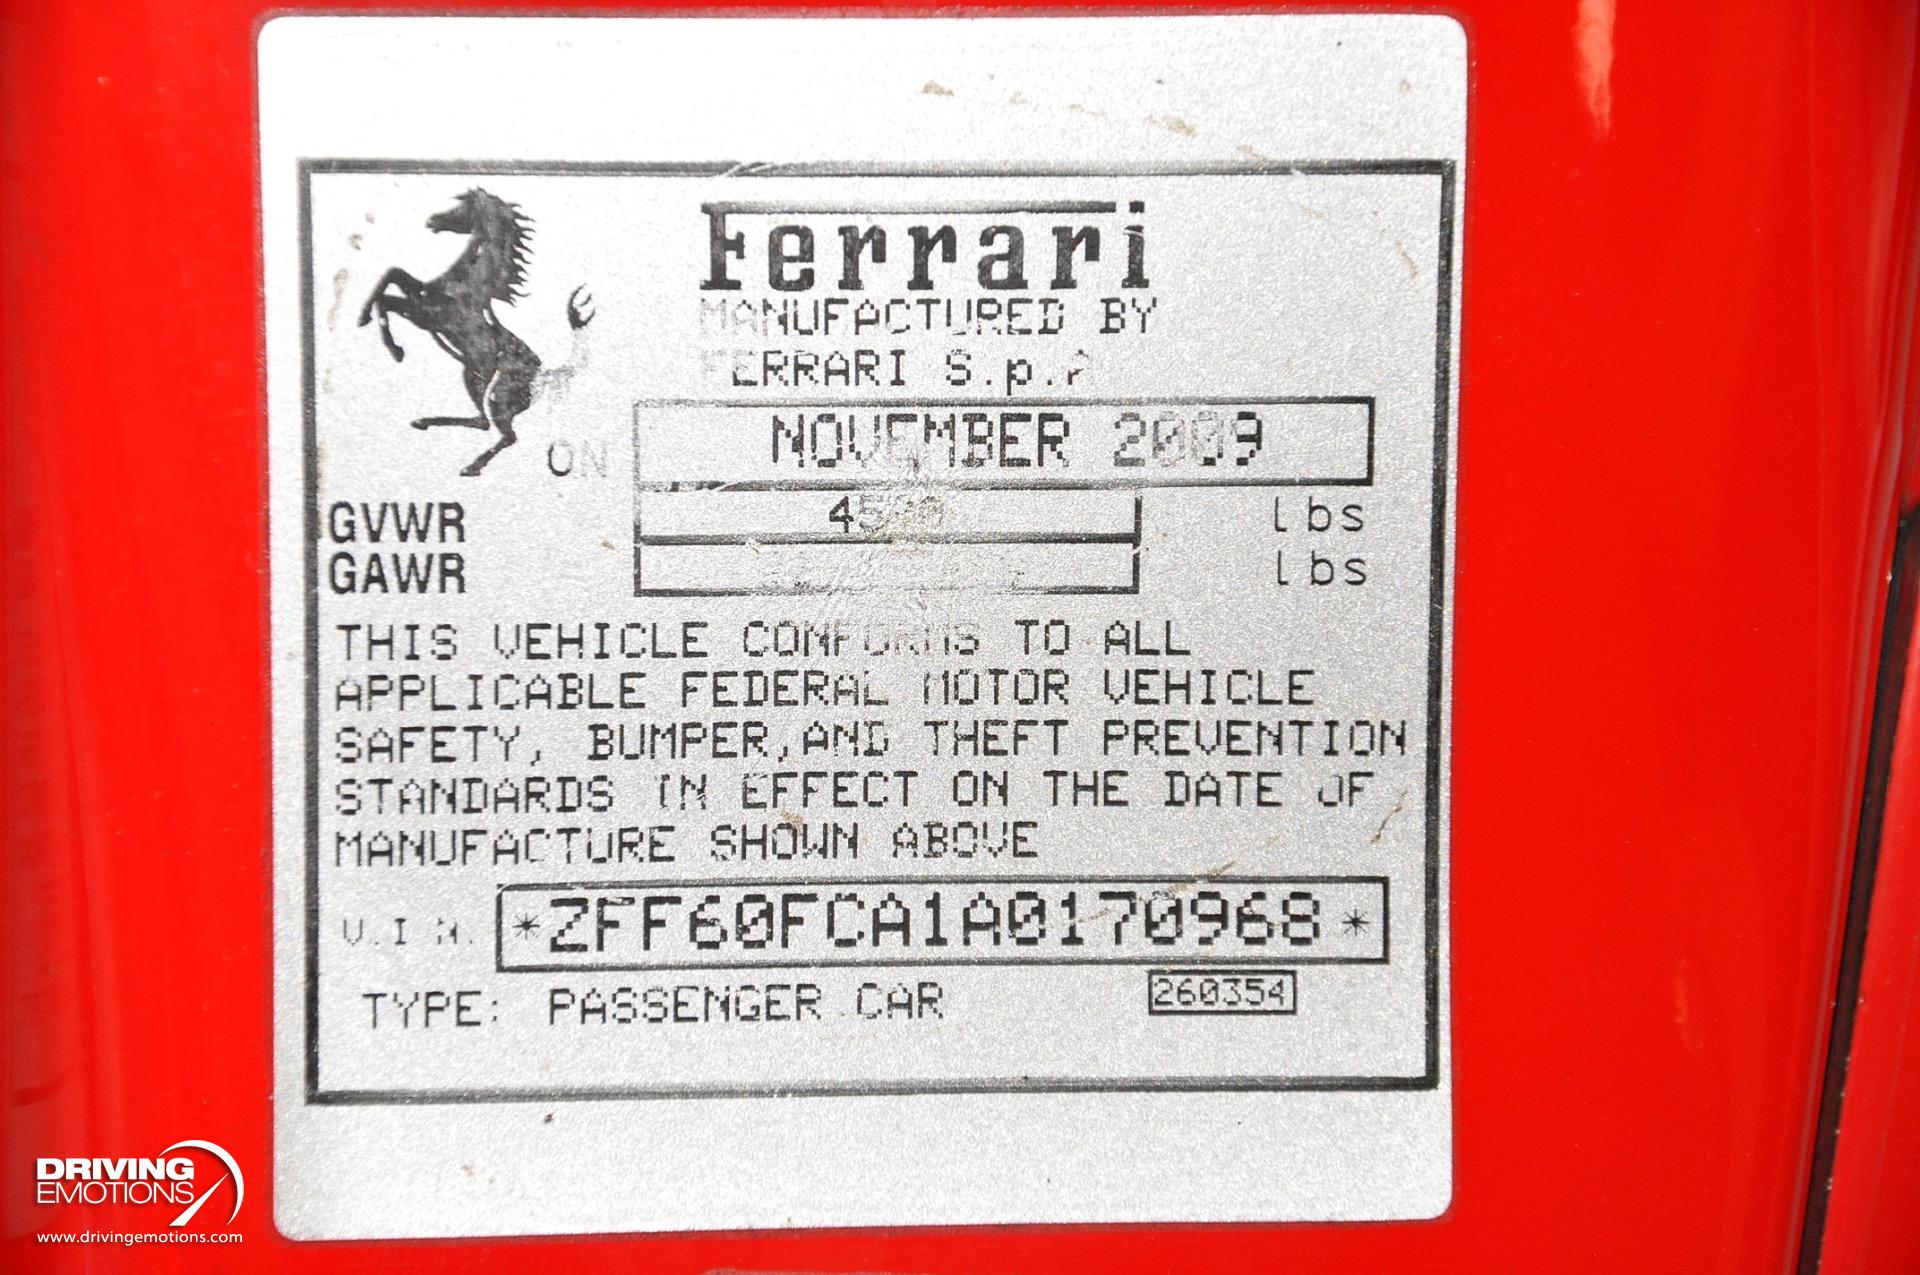 Ferrari
MANUFACTURED BY
FERRARI S.p.A
ON NOVEMBER 2009
GVWR lbs
GAWR lbs
THIS VEHICLE CONFORMS TO ALL
APPLICABLE FEDERAL MOTOR VEHICLE
SAFETY, BUMPER,AND THEFT PREVENTION
STANDARDS IN EFFECT ON THE DATE OF
MANUFACTURE SHOWN ABOVE
V.I.N. *ZFF60FCA1A0170968*
TYPE: PASSENGER CAR 260354
DRIVING
EMOTIONS
www.drivingemotions.com